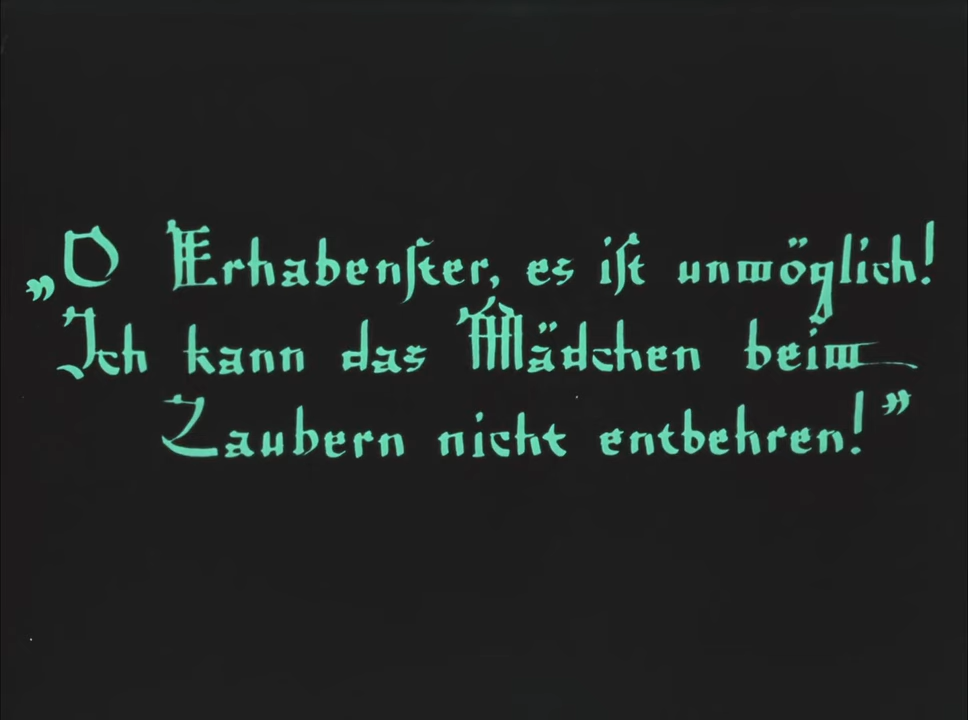 „O Erhabenſter, es iſt unmöglich!
Ich kann das Mädchen beim
Zaubern nicht entbehren!”